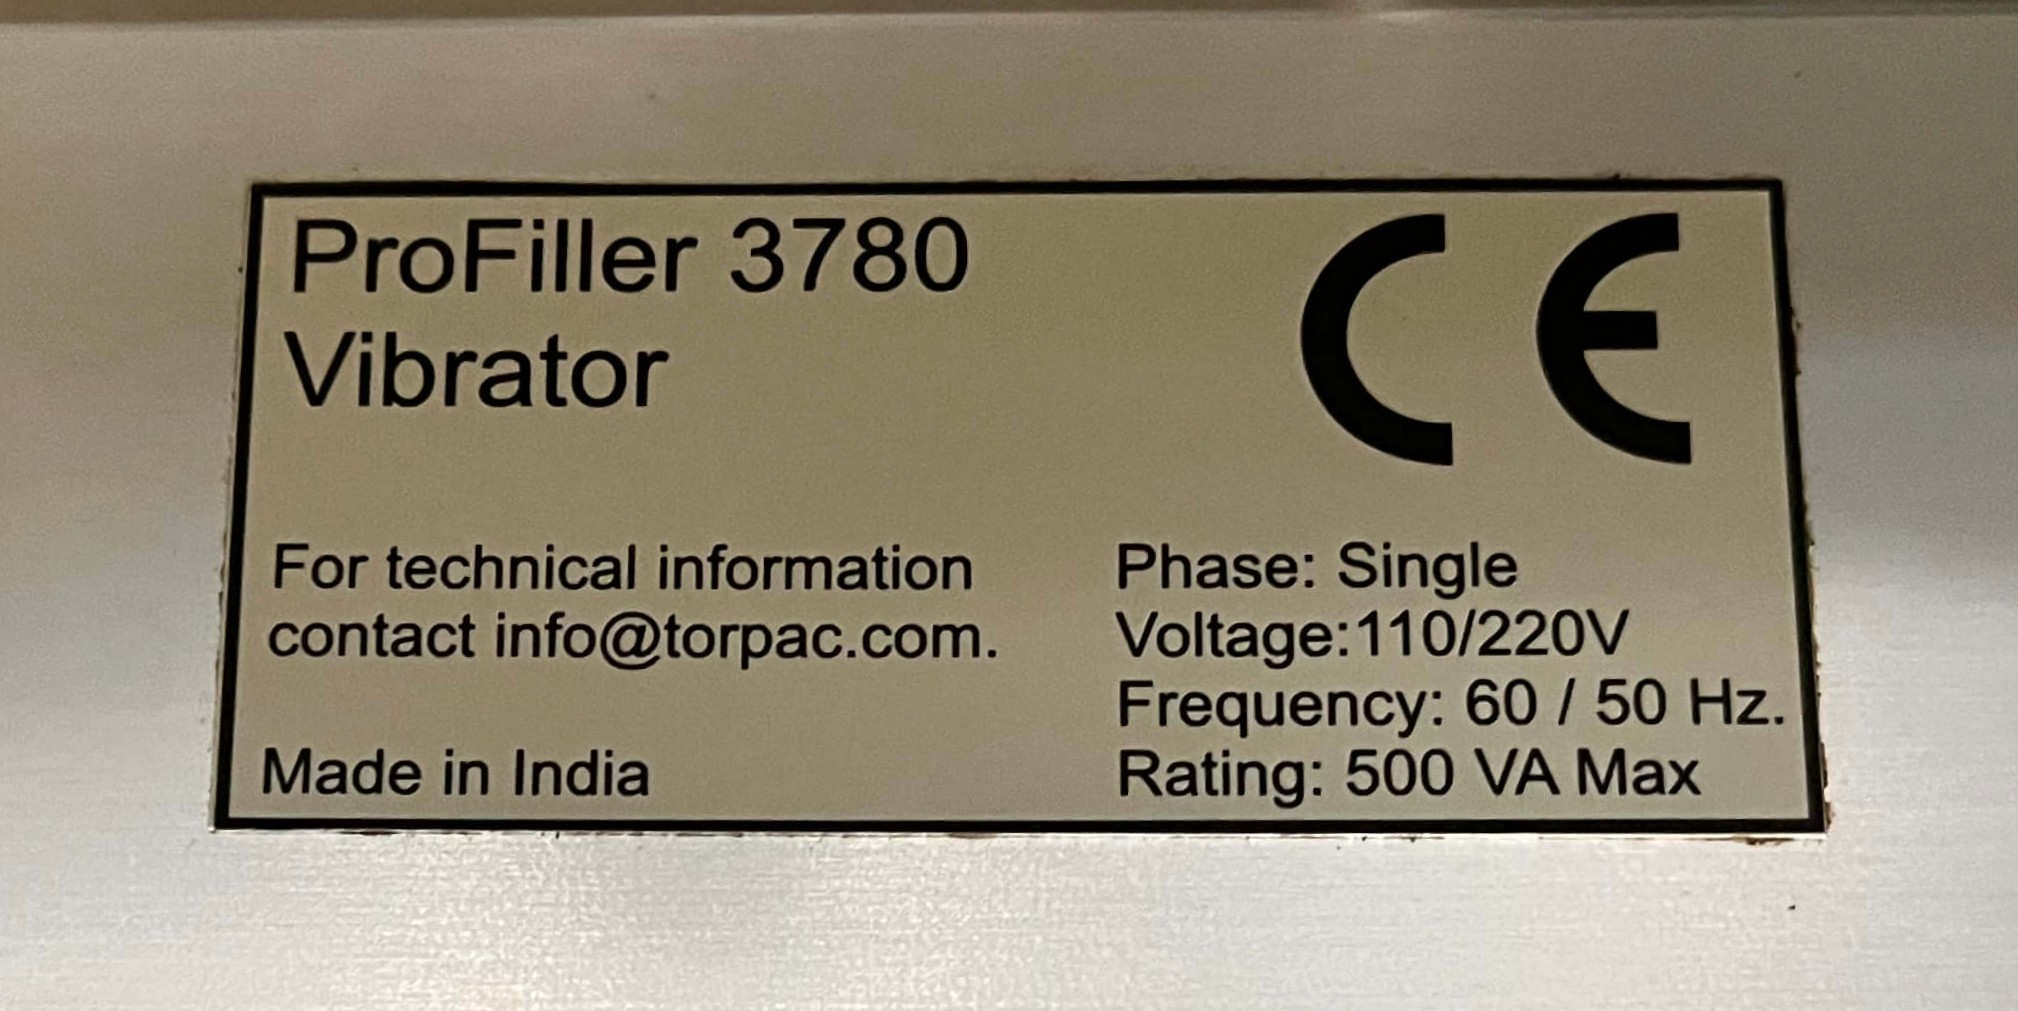 ProFiller 3780
Vibrator
CE
For technical information
contact info@torpac.com.
Made in India
Phase: Single
Voltage:110/220V
Frequency: 60 / 50 Hz.
Rating: 500 VA Max